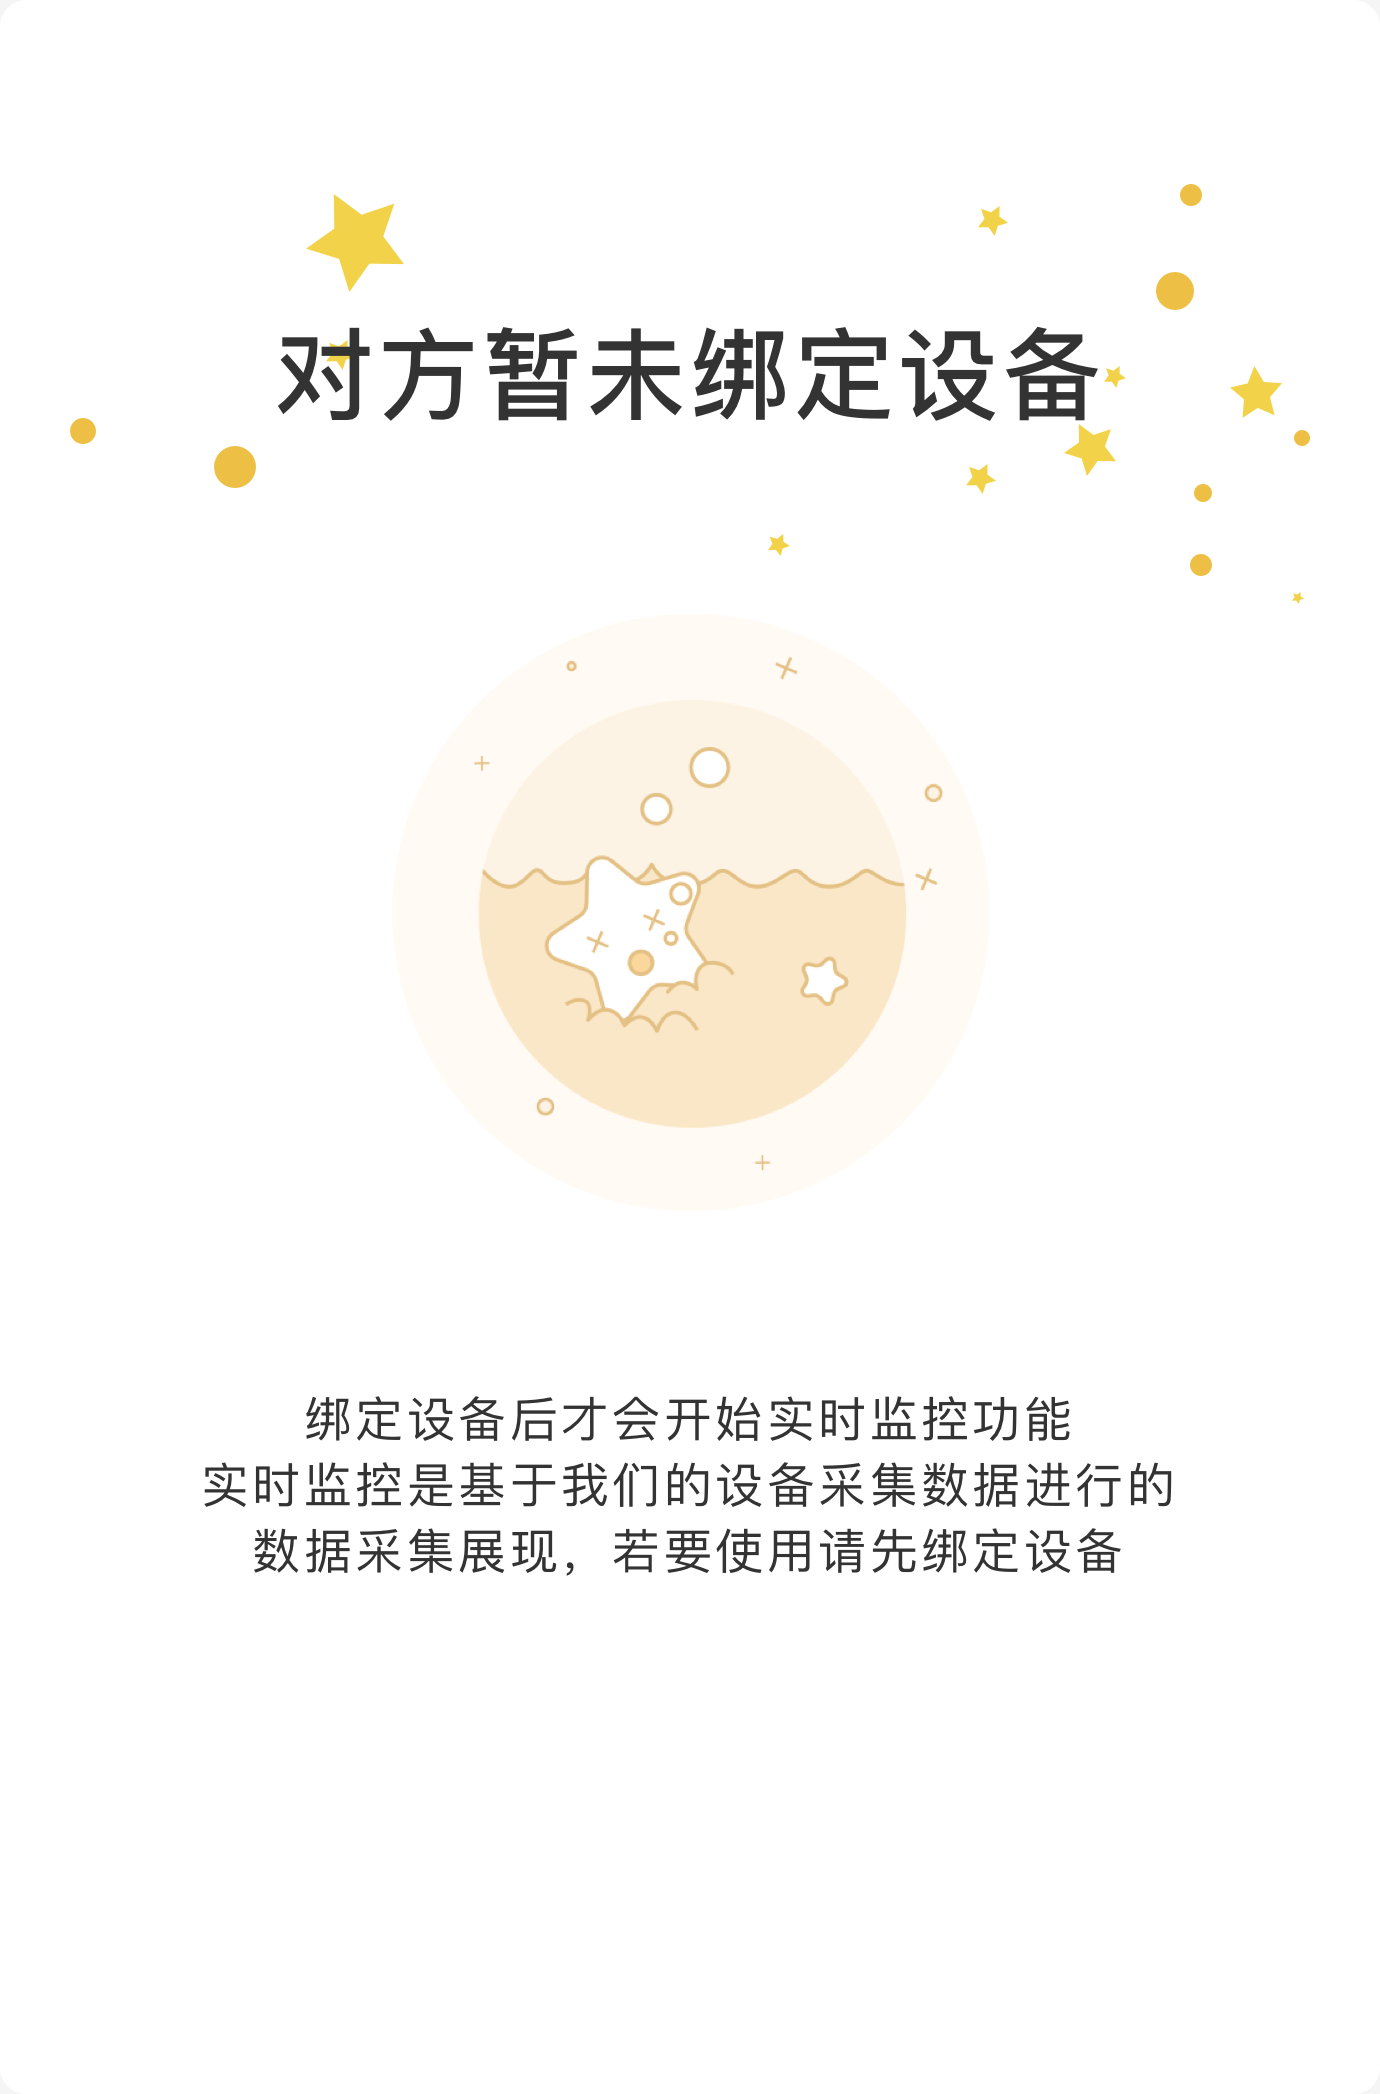 对方暂未绑定设备
绑定设备后才会开始实时监控功能
实时监控是基于我们的设备采集数据进行的
数据采集展现，若要使用请先绑定设备